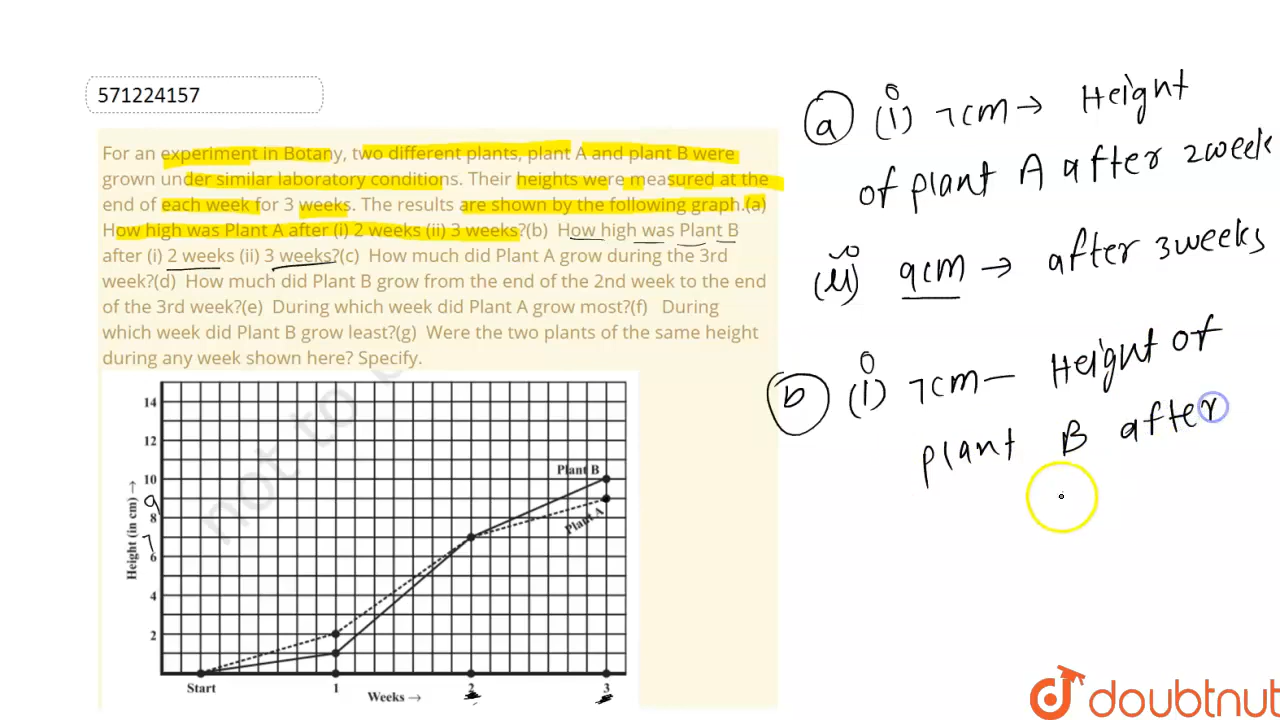 571224157
For an experiment in Botany, two different plants, plant A and plant B were
grown under similar laboratory conditions. Their heights were measured at the
end of each week for 3 weeks. The results are shown by the following graph.(a)
How high was Plant A after (i) 2 weeks (ii) 3 weeks?(b) How high was Plant B
after (i) 2 weeks (ii) 3 weeks?(c) How much did Plant A grow during the 3rd
week?(d) How much did Plant B grow from the end of the 2nd week to the end
of the 3rd week?(e) During which week did Plant A grow most?(f) During
which week did Plant B grow least?(g) Were the two plants of the same height
during any week shown here? Specify.
not to b
14
12
10
9
8
7
6
4
2
Height (in cm) →
Plant B
Plant A
Start 1 2 3
Weeks →
a (i) 7cm → Height
of plant A after 2week
(ii) 9cm → after 3weeks
b (i) 7cm — Height of
plant B after
doubtnut